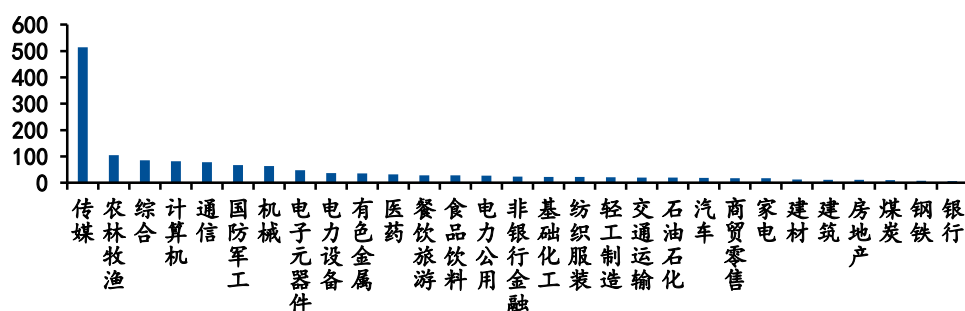 600
500
400
300
200
100
0
传媒
农林牧渔
综合
计算机
通信
国防军工
机械
电子元器件
电力设备
有色金属
医药
餐饮旅游
食品饮料
电力公用
非银行金融
基础化工
纺织服装
轻工制造
交通运输
石油石化
汽车
商贸零售
家电
建材
建筑
房地产
煤炭
钢铁
银行